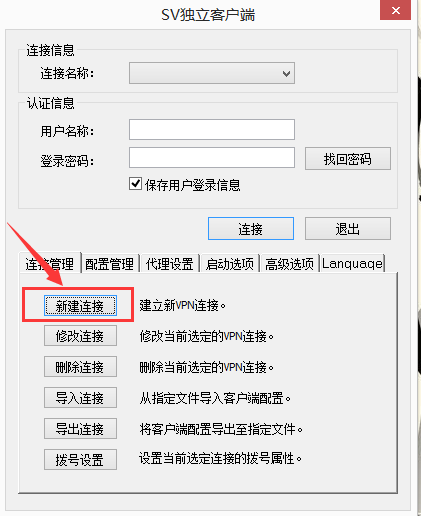 SV独立客户端
连接信息
连接名称：
认证信息
用户名称：
登录密码：
找回密码
保存用户登录信息
连接 退出
连接管理 配置管理 代理设置 启动选项 高级选项 Language
新建连接 建立新VPN连接。
修改连接 修改当前选定的VPN连接。
删除连接 删除当前选定的VPN连接。
导入连接 从指定文件导入客户端配置。
导出连接 将客户端配置导出至指定文件。
拨号设置 设置当前选定连接的拨号属性。